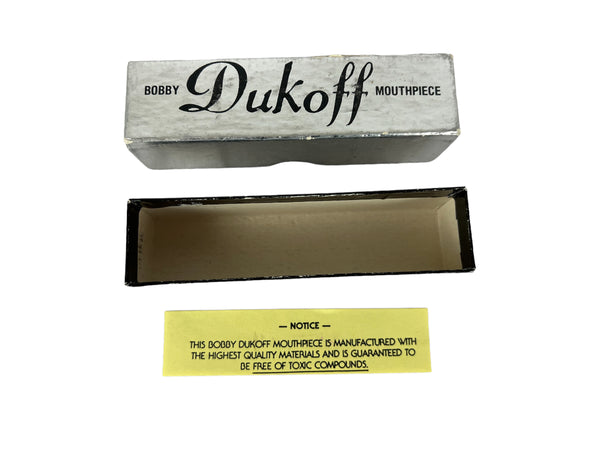 BOBBY Dukoff MOUTHPIECE
— NOTICE —
THIS BOBBY DUKOFF MOUTHPIECE IS MANUFACTURED WITH
THE HIGHEST QUALITY MATERIALS AND IS GUARANTEED TO
BE FREE OF TOXIC COMPOUNDS.